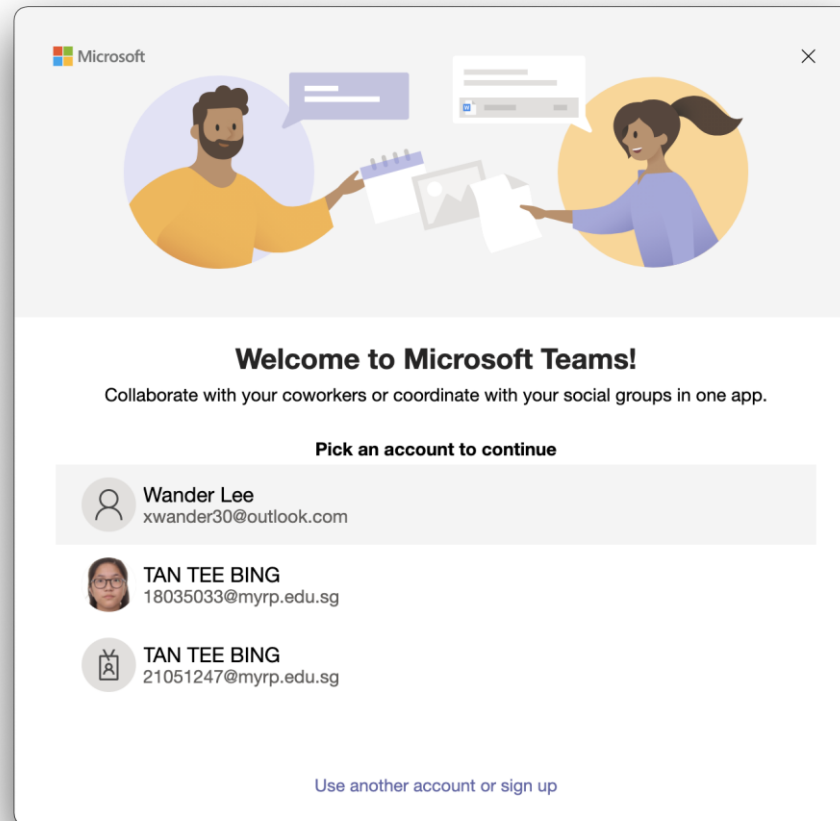 Microsoft
Welcome to Microsoft Teams!
Collaborate with your coworkers or coordinate with your social groups in one app.
Pick an account to continue
Wander Lee
xwander30@outlook.com
TAN TEE BING
18035033@myrp.edu.sg
TAN TEE BING
21051247@myrp.edu.sg
Use another account or sign up